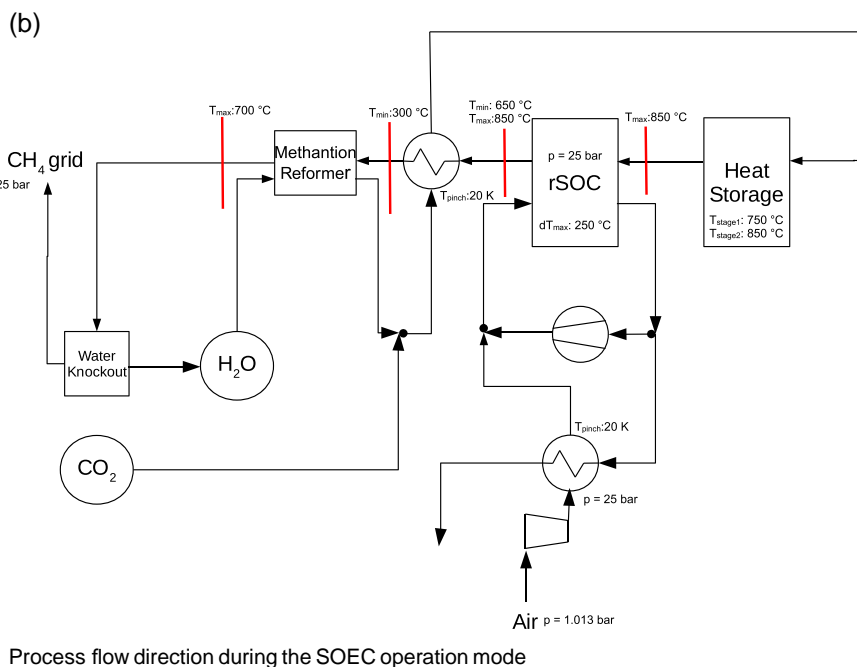 (b)
Tmax:700 °C
Tmin:300 °C
Tmin: 650 °C
Tmax:850 °C
Tmax:850 °C
CH4 grid
25 bar
Methantion
Reformer
Tpinch:20 K
p = 25 bar
rSOC
dTmax: 250 °C
Heat
Storage
Tstage1: 750 °C
Tstage2: 850 °C
Water
Knockout
H2O
CO2
Tpinch:20 K
p = 25 bar
Air p = 1.013 bar
Process flow direction during the SOEC operation mode